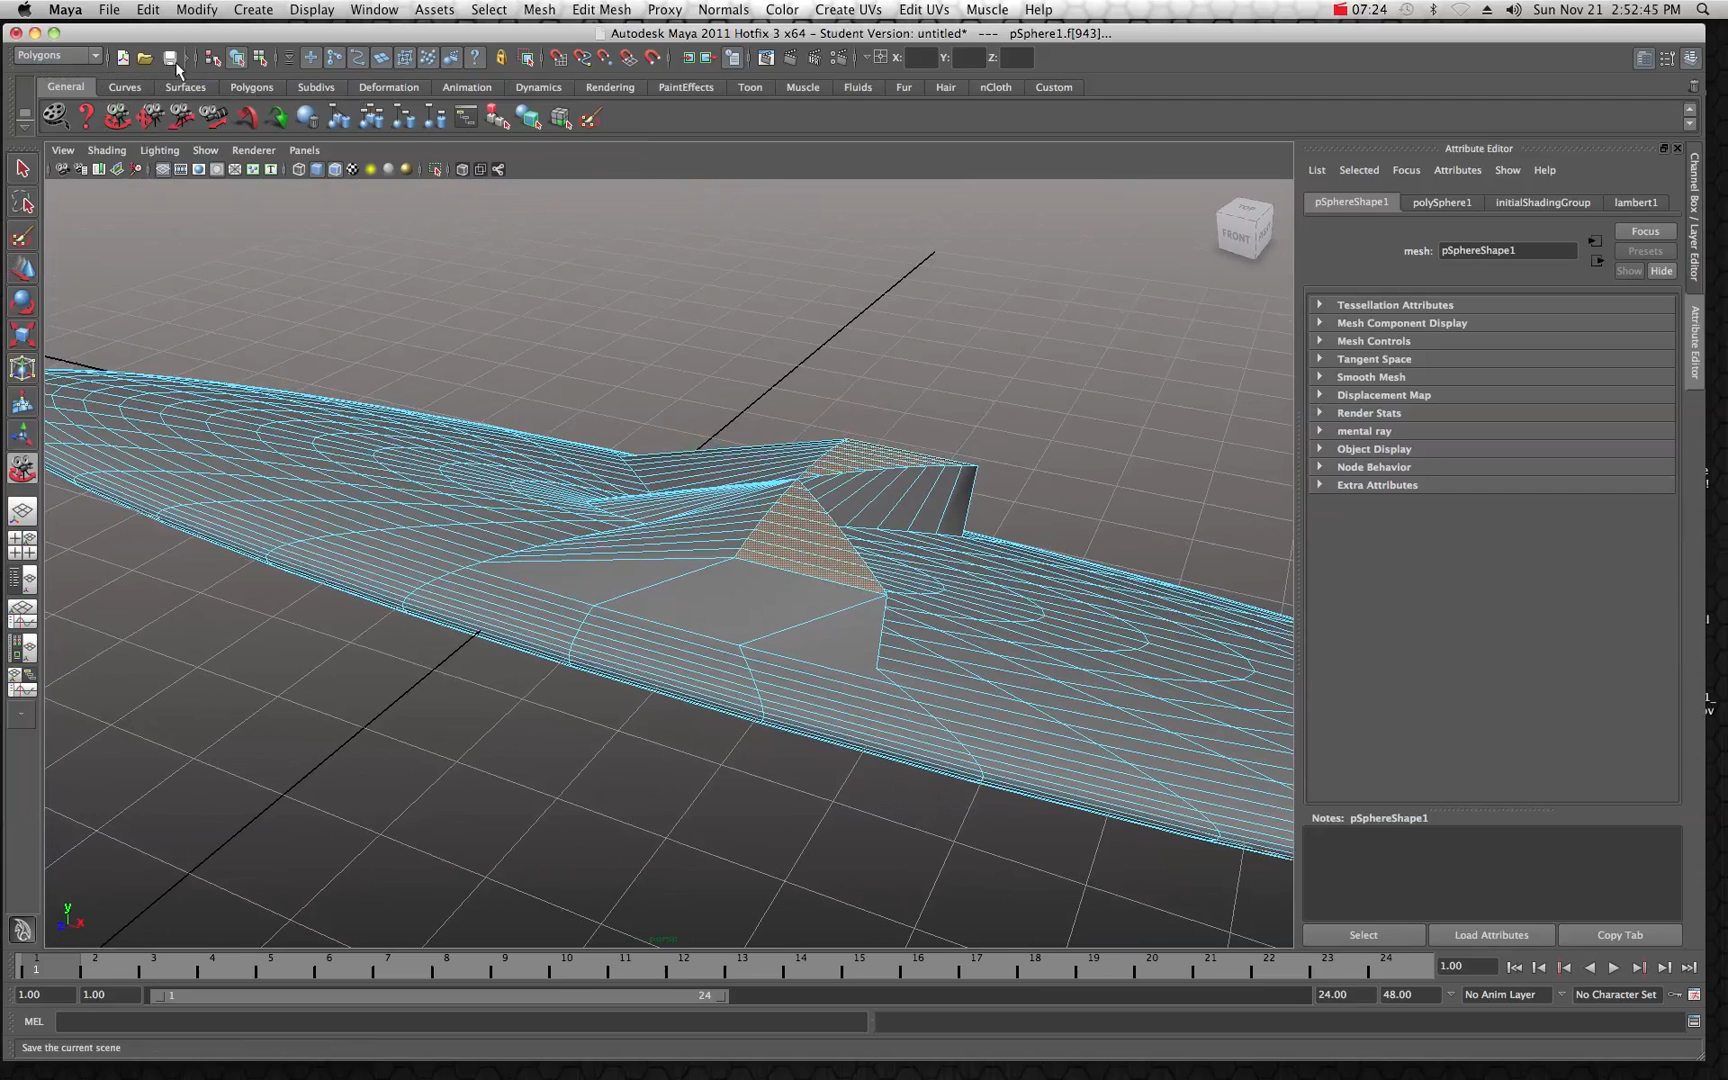 Maya File Edit Modify Create Display Window Assets Select Mesh Edit Mesh Proxy Normals Color Create UVs Edit UVs Muscle Help 07:24 Sun Nov 21 2:52:45 PM
Autodesk Maya 2011 Hotfix 3 x64 - Student Version: untitled* --- pSphere1.f[943]...
Polygons X: Y: Z:
General Curves Surfaces Polygons Subdivs Deformation Animation Dynamics Rendering PaintEffects Toon Muscle Fluids Fur Hair nCloth Custom
View Shading Lighting Show Renderer Panels
Attribute Editor
List Selected Focus Attributes Show Help
pSphereShape1 polySphere1 initialShadingGroup lambert1
Focus
mesh: pSphereShape1
Presets
Show Hide
TOP
FRONT
Tessellation Attributes
Mesh Component Display
Mesh Controls
Tangent Space
Smooth Mesh
Displacement Map
Render Stats
mental ray
Object Display
Node Behavior
Extra Attributes
Channel Box / Layer Editor
Attribute Editor
Notes: pSphereShape1
Select Load Attributes Copy Tab
y
x
z
persp
1 2 3 4 5 6 7 8 9 10 11 12 13 14 15 16 17 18 19 20 21 22 23 24
1 1.00
1.00 1.00 1 24 24.00 48.00 No Anim Layer No Character Set
MEL
Save the current scene